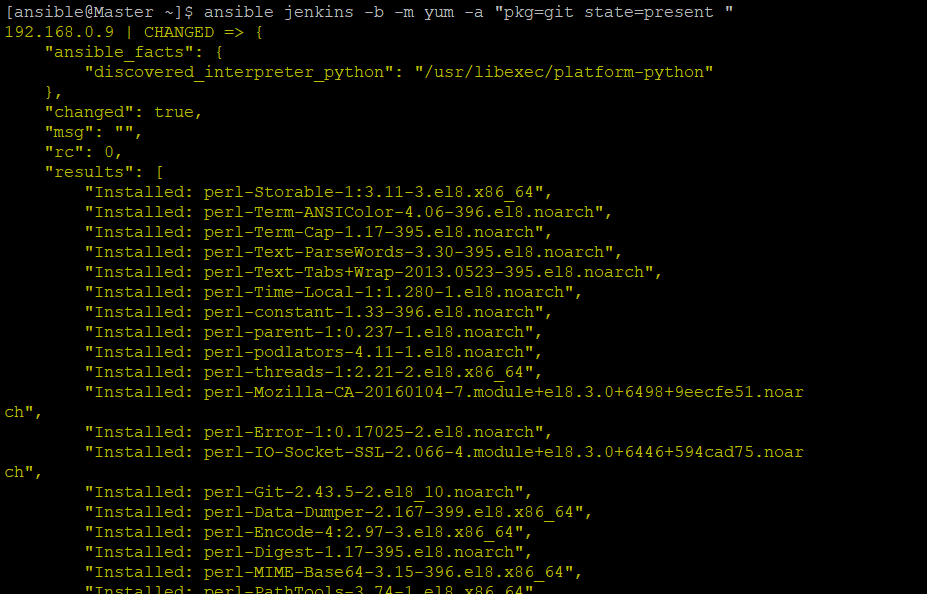 [ansible@Master ~]$ ansible jenkins -b -m yum -a "pkg=git state=present "
192.168.0.9 | CHANGED => {
    "ansible_facts": {
        "discovered_interpreter_python": "/usr/libexec/platform-python"
    },
    "changed": true,
    "msg": "",
    "rc": 0,
    "results": [
        "Installed: perl-Storable-1:3.11-3.el8.x86_64",
        "Installed: perl-Term-ANSIColor-4.06-396.el8.noarch",
        "Installed: perl-Term-Cap-1.17-395.el8.noarch",
        "Installed: perl-Text-ParseWords-3.30-395.el8.noarch",
        "Installed: perl-Text-Tabs+Wrap-2013.0523-395.el8.noarch",
        "Installed: perl-Time-Local-1:1.280-1.el8.noarch",
        "Installed: perl-constant-1.33-396.el8.noarch",
        "Installed: perl-parent-1:0.237-1.el8.noarch",
        "Installed: perl-podlators-4.11-1.el8.noarch",
        "Installed: perl-threads-1:2.21-2.el8.x86_64",
        "Installed: perl-Mozilla-CA-20160104-7.module+el8.3.0+6498+9eecfe51.noar
ch",
        "Installed: perl-Error-1:0.17025-2.el8.noarch",
        "Installed: perl-IO-Socket-SSL-2.066-4.module+el8.3.0+6446+594cad75.noar
ch",
        "Installed: perl-Git-2.43.5-2.el8_10.noarch",
        "Installed: perl-Data-Dumper-2.167-399.el8.x86_64",
        "Installed: perl-Encode-4:2.97-3.el8.x86_64",
        "Installed: perl-Digest-1.17-395.el8.noarch",
        "Installed: perl-MIME-Base64-3.15-396.el8.x86_64",
        "Installed: perl-PathTools-3.74-1.el8.x86_64"